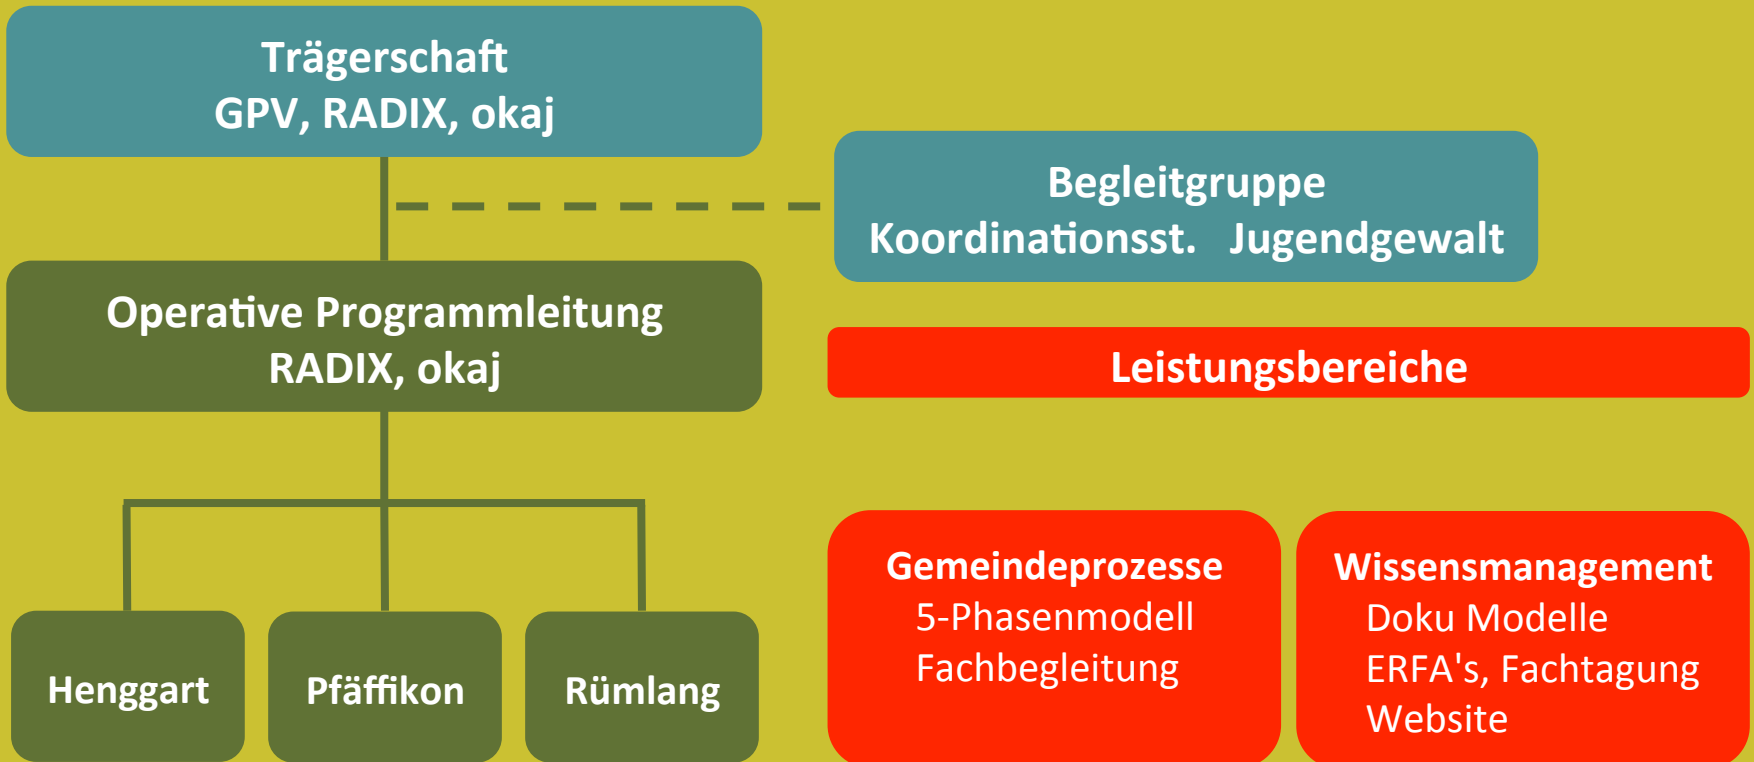 Trägerschaft
GPV, RADIX, okaj
Begleitgruppe
Koordinationsst. Jugendgewalt
Operative Programmleitung
RADIX, okaj
Leistungsbereiche
Henggart
Pfäffikon
Rümlang
Gemeindeprozesse
5-Phasenmodell
Fachbegleitung
Wissensmanagement
Doku Modelle
ERFA's, Fachtagung
Website